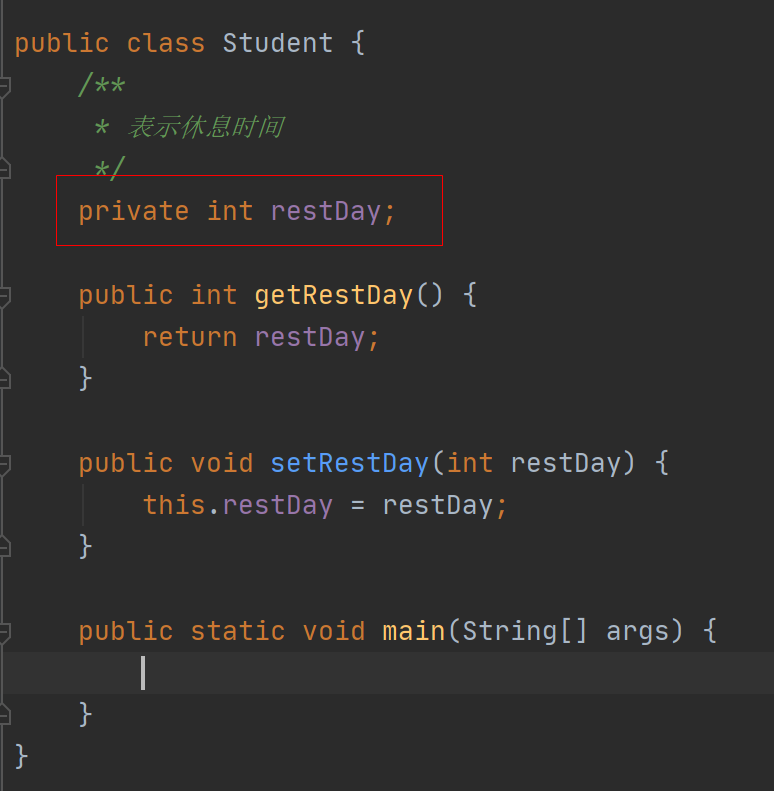 public class Student {
/**
* 表示休息时间
*/
private int restDay;
public int getRestDay() {
return restDay;
}
public void setRestDay(int restDay) {
this.restDay = restDay;
}
public static void main(String[] args) {
}
}